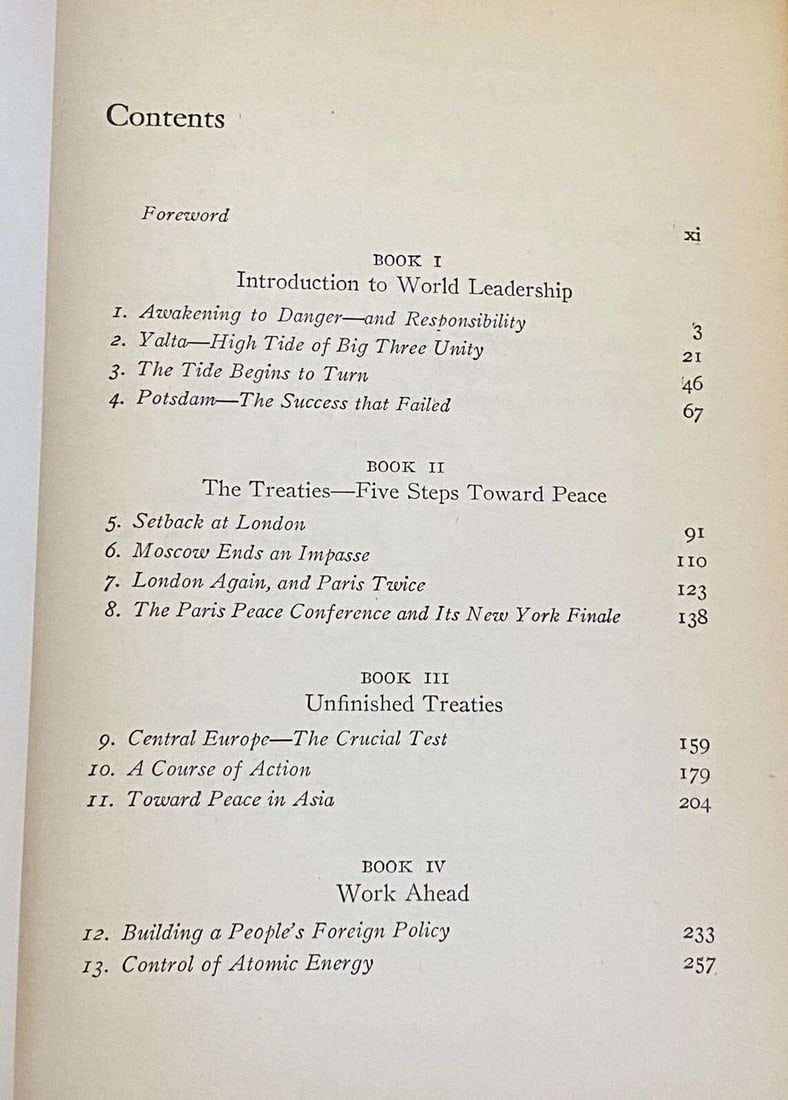 Contents
Foreword xi
BOOK I
Introduction to World Leadership
1. Awakening to Danger—and Responsibility 3
2. Yalta—High Tide of Big Three Unity 21
3. The Tide Begins to Turn 46
4. Potsdam—The Success that Failed 67
BOOK II
The Treaties—Five Steps Toward Peace
5. Setback at London 91
6. Moscow Ends an Impasse 110
7. London Again, and Paris Twice 123
8. The Paris Peace Conference and Its New York Finale 138
BOOK III
Unfinished Treaties
9. Central Europe—The Crucial Test 159
10. A Course of Action 179
11. Toward Peace in Asia 204
BOOK IV
Work Ahead
12. Building a People's Foreign Policy 233
13. Control of Atomic Energy 257